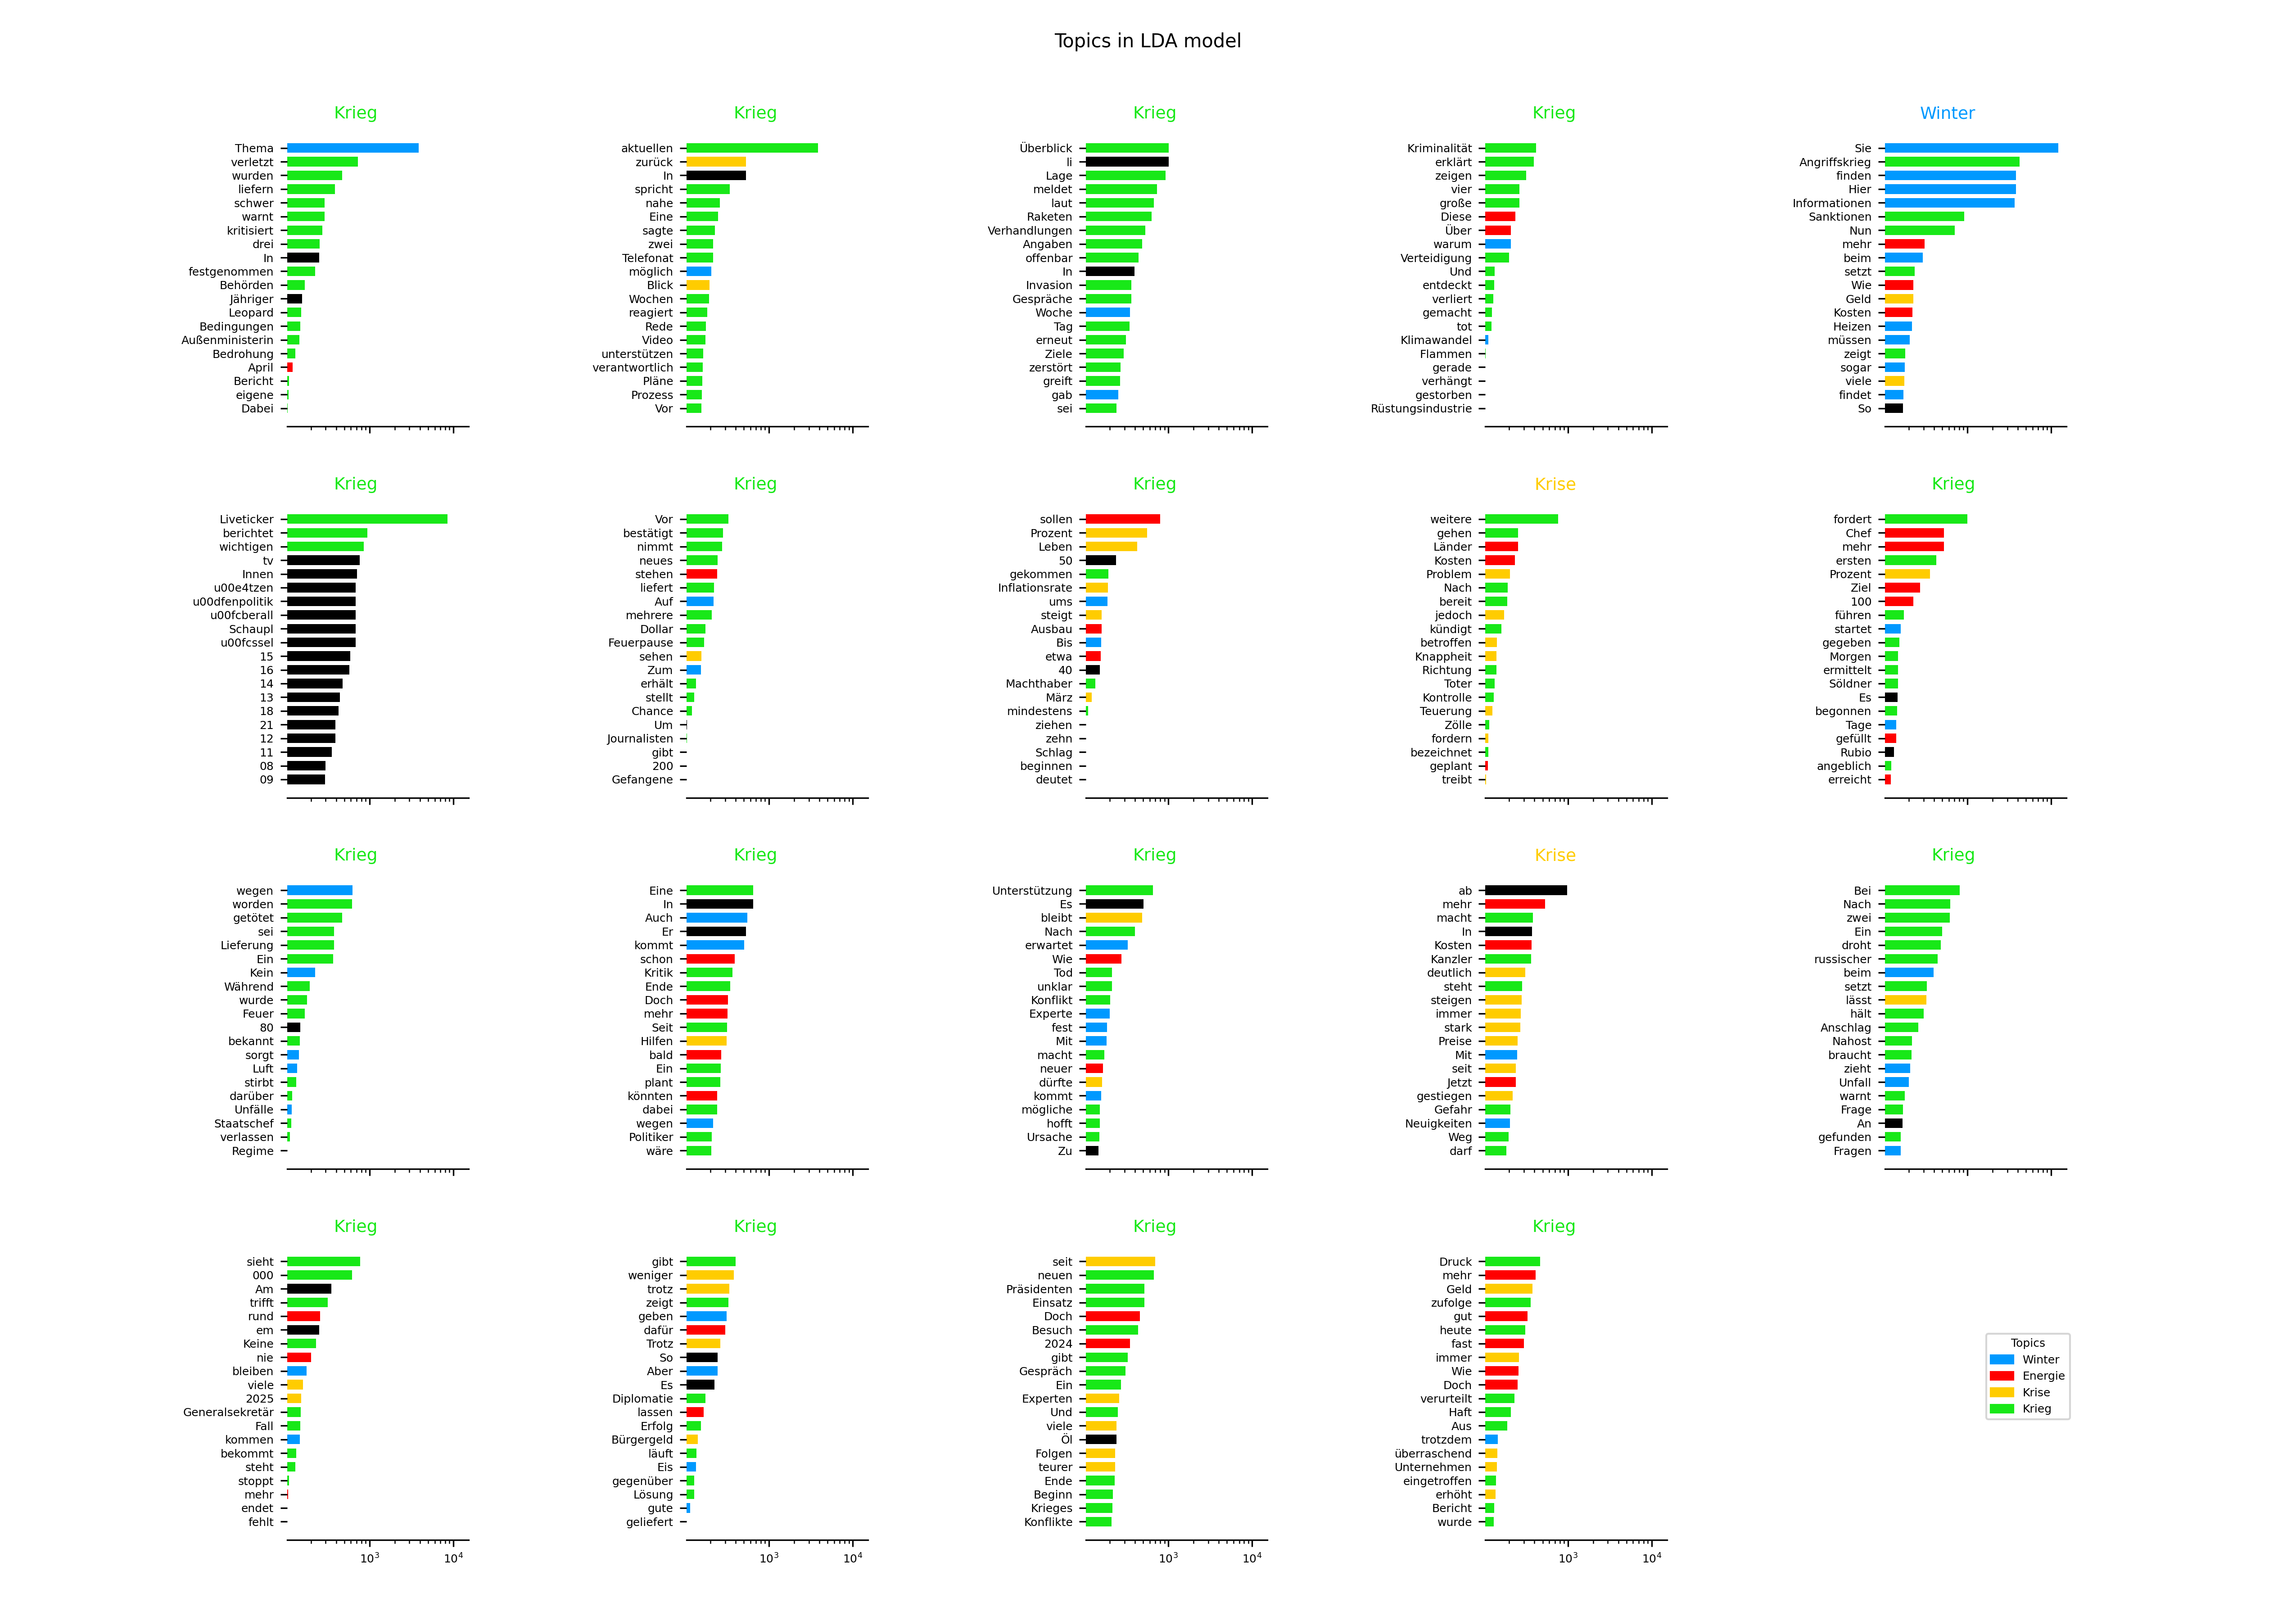 Topics in LDA model
Krieg
Thema
verletzt
wurden
liefern
schwer
warnt
kritisiert
drei
In
festgenommen
Behörden
Jähriger
Leopard
Bedingungen
Außenministerin
Bedrohung
April
Bericht
eigene
Dabei
Krieg
aktuellen
zurück
In
spricht
nahe
Eine
sagte
zwei
Telefonat
möglich
Blick
Wochen
reagiert
Rede
Video
unterstützen
verantwortlich
Pläne
Prozess
Vor
Krieg
Überblick
li
Lage
meldet
laut
Raketen
Verhandlungen
Angaben
offenbar
In
Invasion
Gespräche
Woche
Tag
erneut
Ziele
zerstört
greift
gab
sei
Krieg
Kriminalität
erklärt
zeigen
vier
große
Diese
Über
warum
Verteidigung
Und
entdeckt
verliert
gemacht
tot
Klimawandel
Flammen
gerade
verhängt
gestorben
Rüstungsindustrie
Winter
Sie
Angriffskrieg
finden
Hier
Informationen
Sanktionen
Nun
mehr
beim
setzt
Wie
Geld
Kosten
Heizen
müssen
zeigt
sogar
viele
findet
So
Krieg
Liveticker
berichtet
wichtigen
tv
Innen
u00e4tzen
u00dfenpolitik
u00fcberall
Schaupl
u00fcssel
15
16
14
13
18
21
12
11
08
09
Krieg
Vor
bestätigt
nimmt
neues
stehen
liefert
Auf
mehrere
Dollar
Feuerpause
sehen
Zum
erhält
stellt
Chance
Um
Journalisten
gibt
200
Gefangene
Krieg
sollen
Prozent
Leben
50
gekommen
Inflationsrate
ums
steigt
Ausbau
Bis
etwa
40
Machthaber
März
mindestens
ziehen
zehn
Schlag
beginnen
deutet
Krise
weitere
gehen
Länder
Kosten
Problem
Nach
bereit
jedoch
kündigt
betroffen
Knappheit
Richtung
Toter
Kontrolle
Teuerung
Zölle
fordern
bezeichnet
geplant
treibt
Krieg
fordert
Chef
mehr
ersten
Prozent
Ziel
100
führen
startet
gegeben
Morgen
ermittelt
Söldner
Es
begonnen
Tage
gefüllt
Rubio
angeblich
erreicht
Krieg
wegen
worden
getötet
sei
Lieferung
Ein
Kein
Während
wurde
Feuer
80
bekannt
sorgt
Luft
stirbt
darüber
Unfälle
Staatschef
verlassen
Regime
Krieg
Eine
In
Auch
Er
kommt
schon
Kritik
Ende
Doch
mehr
Seit
Hilfen
bald
Ein
plant
könnten
dabei
wegen
Politiker
wäre
Krieg
Unterstützung
Es
bleibt
Nach
erwartet
Wie
Tod
unklar
Konflikt
Experte
fest
Mit
macht
neuer
dürfte
kommt
mögliche
hofft
Ursache
Zu
Krise
ab
mehr
macht
In
Kosten
Kanzler
deutlich
steht
steigen
immer
stark
Preise
Mit
seit
Jetzt
gestiegen
Gefahr
Neuigkeiten
Weg
darf
Krieg
Bei
Nach
zwei
Ein
droht
russischer
beim
setzt
lässt
hält
Anschlag
Nahost
braucht
zieht
Unfall
warnt
Frage
An
gefunden
Fragen
Krieg
sieht
000
Am
trifft
rund
em
Keine
nie
bleiben
viele
2025
Generalsekretär
Fall
kommen
bekommt
steht
stoppt
mehr
endet
fehlt
10³ 10⁴
Krieg
gibt
weniger
trotz
zeigt
geben
dafür
Trotz
So
Aber
Es
Diplomatie
lassen
Erfolg
Bürgergeld
läuft
Eis
gegenüber
Lösung
gute
geliefert
10³ 10⁴
Krieg
seit
neuen
Präsidenten
Einsatz
Doch
Besuch
2024
gibt
Gespräch
Ein
Experten
Und
viele
Öl
Folgen
teurer
Ende
Beginn
Krieges
Konflikte
10³ 10⁴
Krieg
Druck
mehr
Geld
zufolge
gut
heute
fast
immer
Wie
Doch
verurteilt
Haft
Aus
trotzdem
überraschend
Unternehmen
eingetroffen
erhöht
Bericht
wurde
10³ 10⁴
Topics
Winter
Energie
Krise
Krieg